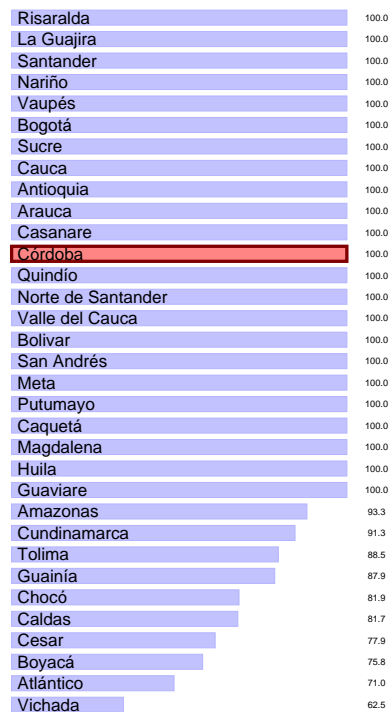 Risaralda 100.0
La Guajira 100.0
Santander 100.0
Nariño 100.0
Vaupés 100.0
Bogotá 100.0
Sucre 100.0
Cauca 100.0
Antioquia 100.0
Arauca 100.0
Casanare 100.0
Córdoba 100.0
Quindío 100.0
Norte de Santander 100.0
Valle del Cauca 100.0
Bolivar 100.0
San Andrés 100.0
Meta 100.0
Putumayo 100.0
Caquetá 100.0
Magdalena 100.0
Huila 100.0
Guaviare 100.0
Amazonas 93.3
Cundinamarca 91.3
Tolima 88.5
Guainía 87.9
Chocó 81.9
Caldas 81.7
Cesar 77.9
Boyacá 75.8
Atlántico 71.0
Vichada 62.5